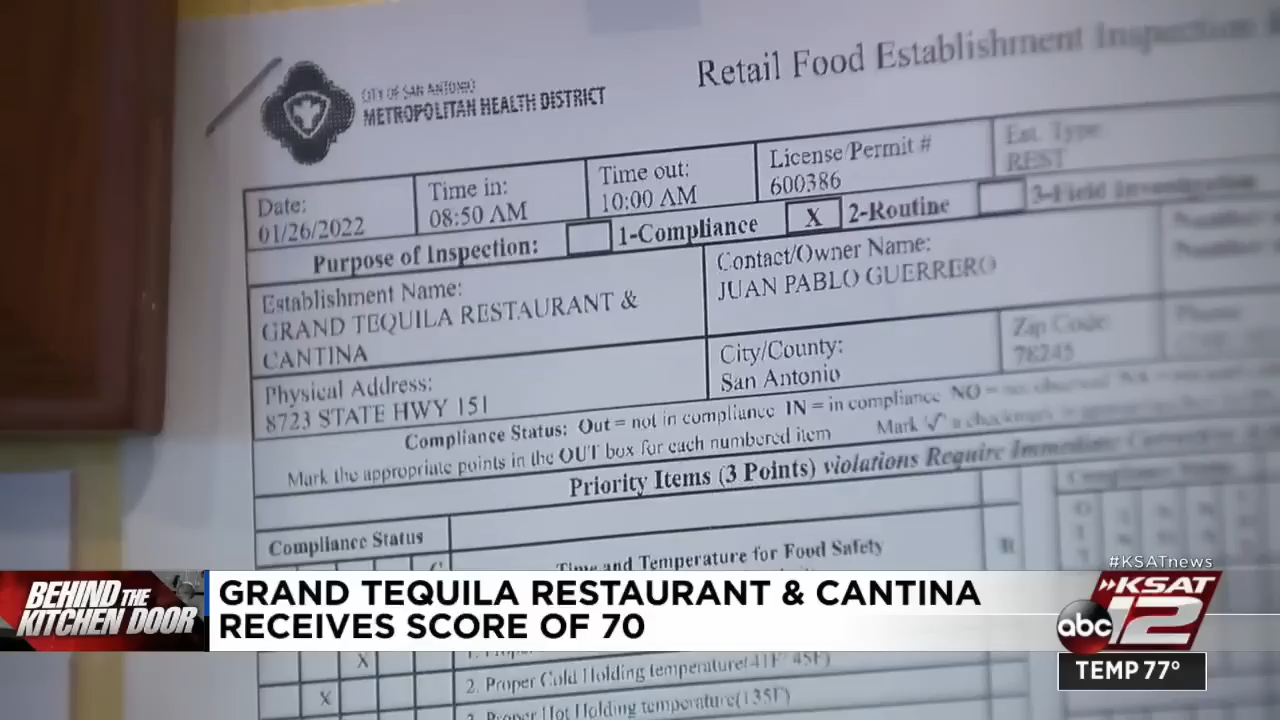 Retail Food Establishment Inspection
CITY OF SAN ANTONIO
METROPOLITAN HEALTH DISTRICT
Date:
01/26/2022
Time in:
08:50 AM
Time out:
10:00 AM
License/Permit #
600386
Est. Type
REST
Purpose of Inspection:
1-Compliance
X
2-Routine
3-Field Investigation
Establishment Name:
GRAND TEQUILA RESTAURANT &
CANTINA
Contact/Owner Name:
JUAN PABLO GUERRERO
Physical Address:
8723 STATE HWY 151
City/County:
San Antonio
Zip Code:
78245
Compliance Status: Out = not in compliance IN = in compliance NO =
Mark the appropriate points in the OUT box for each numbered item
Mark
Priority Items (3 Points) violations Require
Compliance Status
Time and Temperature for Food Safety
R
#KSATnews
BEHIND THE
KITCHEN DOOR
GRAND TEQUILA RESTAURANT & CANTINA
RECEIVES SCORE OF 70
abc
KSAT
12
TEMP 77°
X
2. Proper Cold Holding temperature(41F 45F)
X
3. Proper Hot Holding temperature(135F)